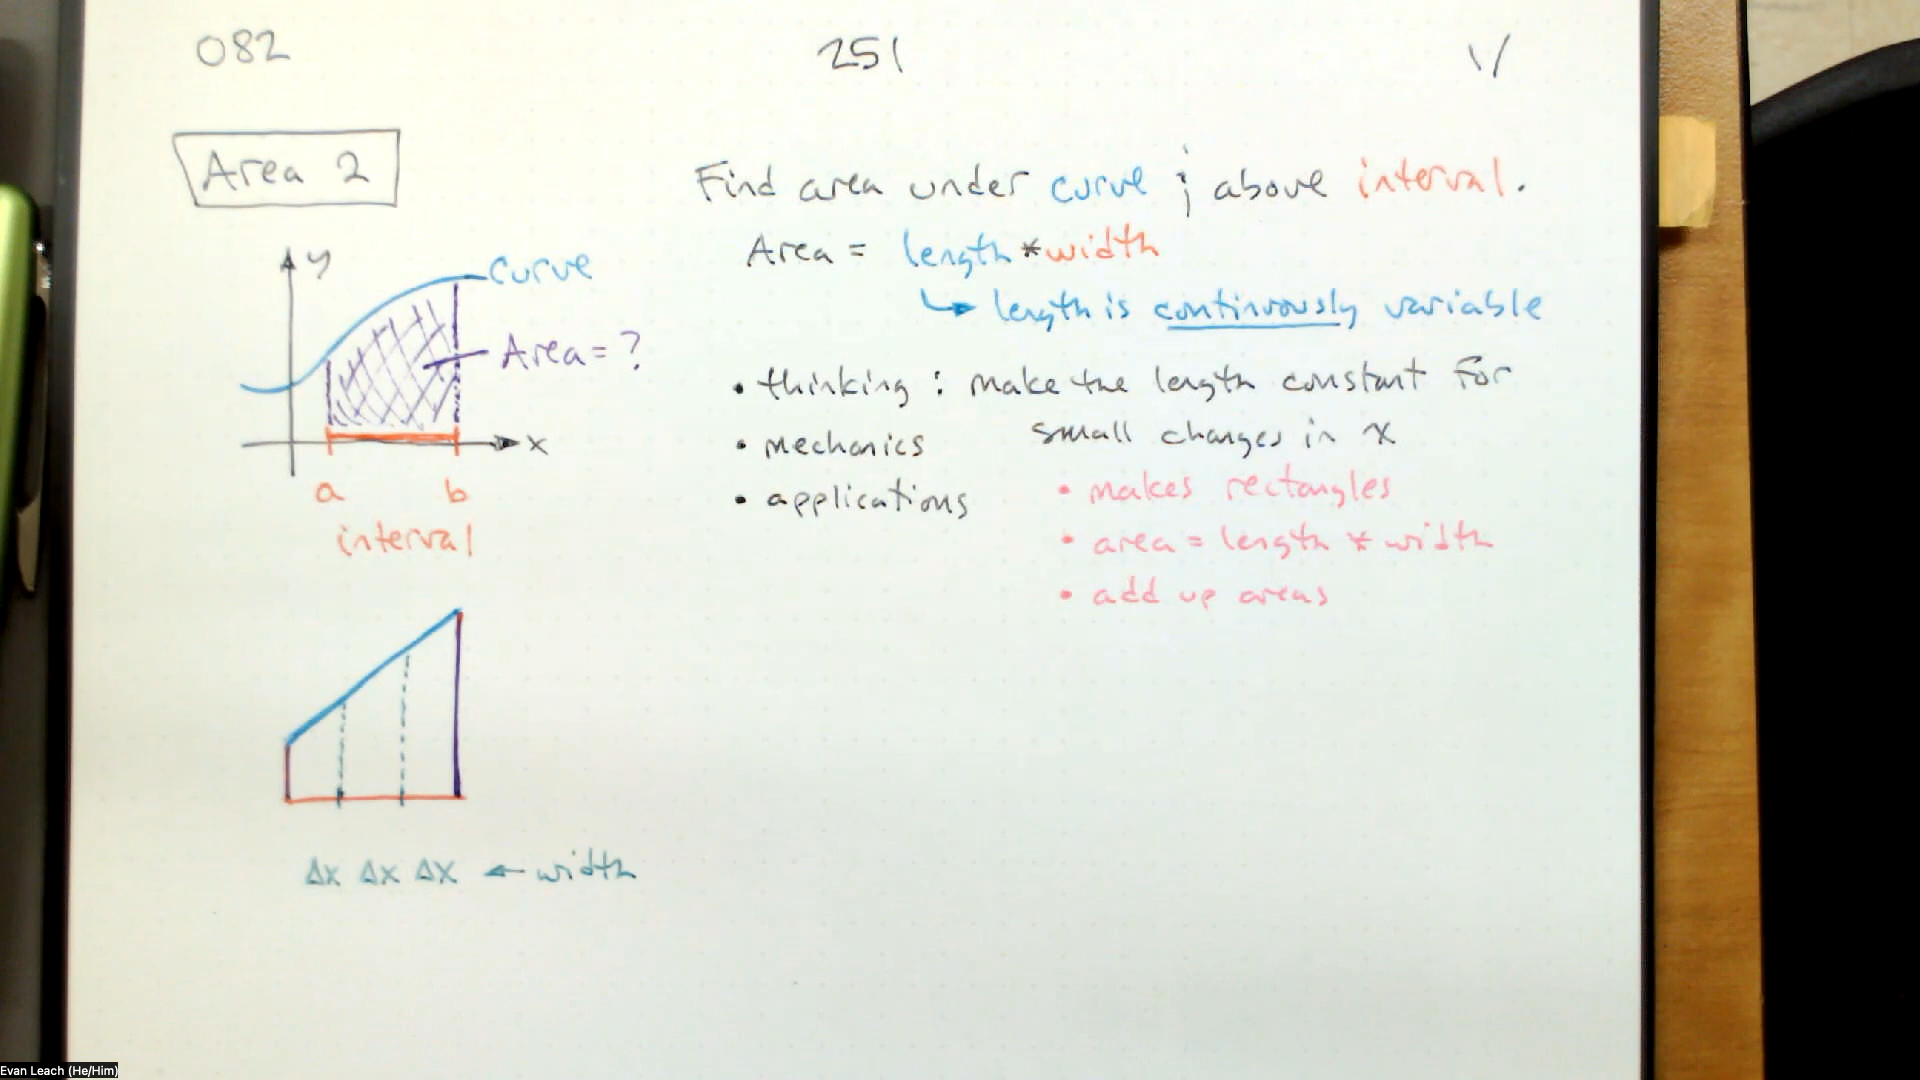 082
251
1/
Area 2
Find area under curve & above interval.
Area = length * width
length is continuously variable
y
curve
Area = ?
x
a b
interval
• thinking : make the length constant for
small changes in x
• makes rectangles
• area = length * width
• add up areas
• mechanics
• applications
Δx Δx Δx ← width
Evan Leach (He/Him)